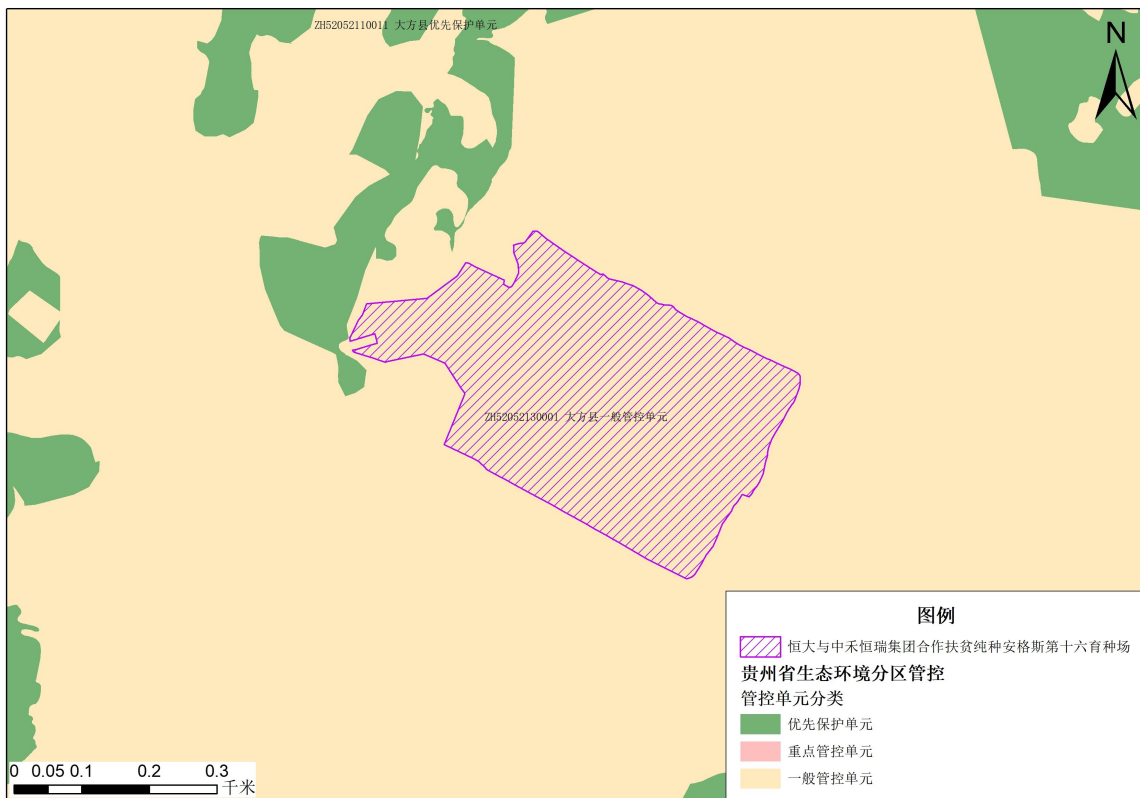 ZH52052110011 大方县优先保护单元
N
ZH52052130001 大方县一般管控单元
图例
恒大与中禾恒瑞集团合作扶贫纯种安格斯第十六育种场
贵州省生态环境分区管控
管控单元分类
优先保护单元
重点管控单元
一般管控单元
0 0.05 0.1 0.2 0.3
千米